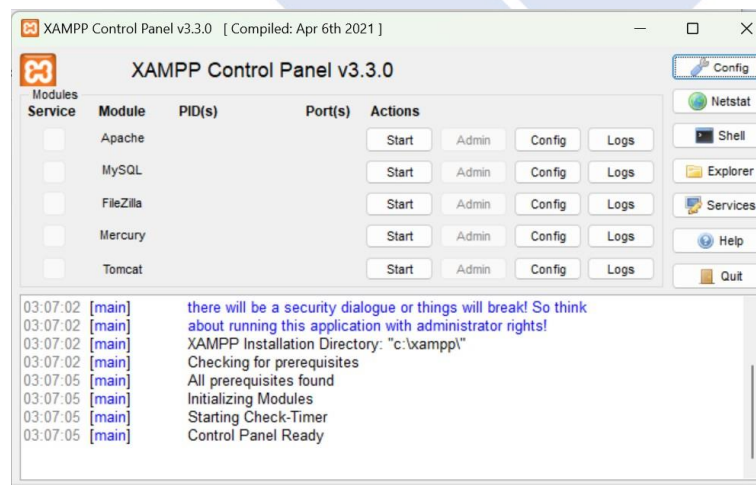 XAMPP Control Panel v3.3.0 [ Compiled: Apr 6th 2021 ]
XAMPP Control Panel v3.3.0
Config
Modules
Service Module PID(s) Port(s) Actions
Netstat
Apache Start Admin Config Logs
Shell
MySQL Start Admin Config Logs
Explorer
FileZilla Start Admin Config Logs
Services
Mercury Start Admin Config Logs
Help
Tomcat Start Admin Config Logs
Quit
03:07:02 [main] there will be a security dialogue or things will break! So think
03:07:02 [main] about running this application with administrator rights!
03:07:02 [main] XAMPP Installation Directory: "c:\xampp\"
03:07:02 [main] Checking for prerequisites
03:07:05 [main] All prerequisites found
03:07:05 [main] Initializing Modules
03:07:05 [main] Starting Check-Timer
03:07:05 [main] Control Panel Ready